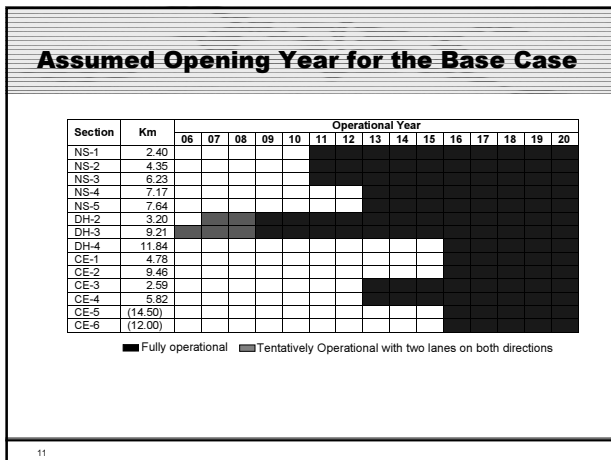 Assumed Opening Year for the Base Case
Section Km Operational Year
06 07 08 09 10 11 12 13 14 15 16 17 18 19 20
NS-1 2.40
NS-2 4.35
NS-3 6.23
NS-4 7.17
NS-5 7.64
DH-2 3.20
DH-3 9.21
DH-4 11.84
CE-1 4.78
CE-2 9.46
CE-3 2.59
CE-4 5.82
CE-5 (14.50)
CE-6 (12.00)
Fully operational Tentatively Operational with two lanes on both directions
11